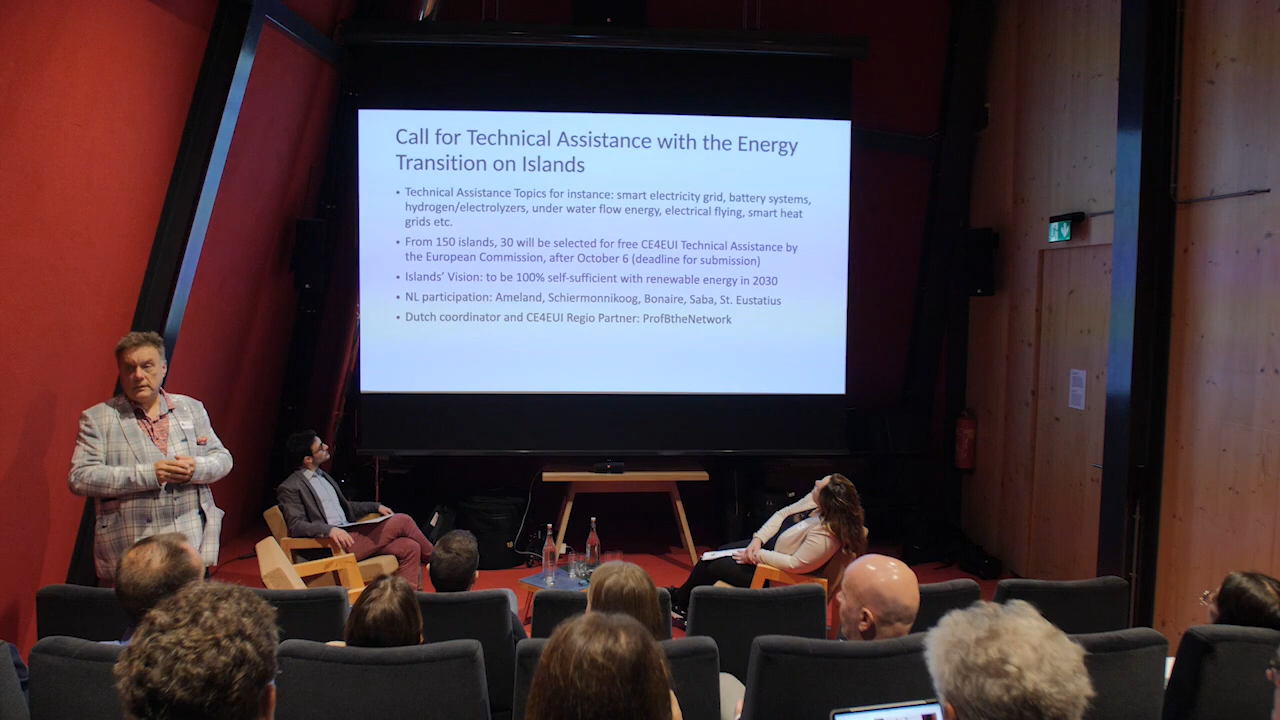 Call for Technical Assistance with the Energy
Transition on Islands
• Technical Assistance Topics for instance: smart electricity grid, battery systems,
hydrogen/electrolyzers, under water flow energy, electrical flying, smart heat
grids etc.
• From 150 islands, 30 will be selected for free CE4EUI Technical Assistance by
the European Commission, after October 6 (deadline for submission)
• Islands’ Vision: to be 100% self-sufficient with renewable energy in 2030
• NL participation: Ameland, Schiermonnikoog, Bonaire, Saba, St. Eustatius
• Dutch coordinator and CE4EUI Regio Partner: ProfBtheNetwork